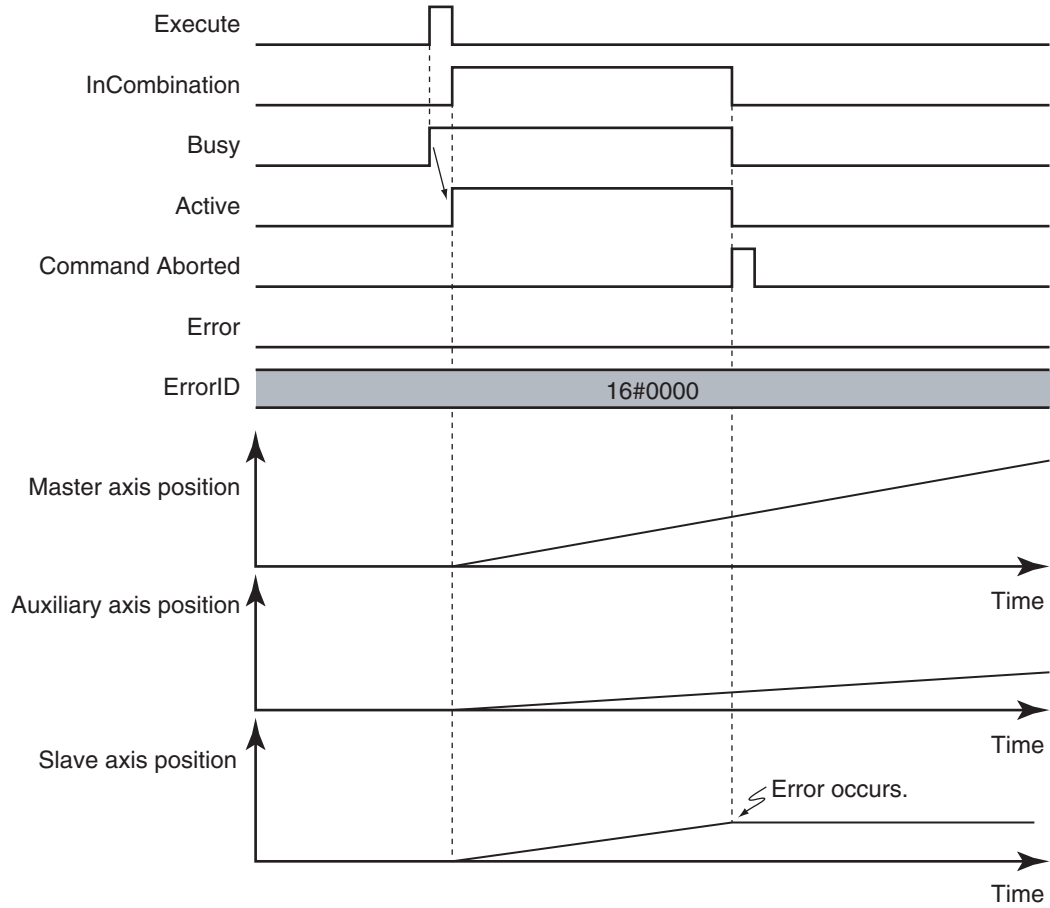 Execute
InCombination
Busy
Active
Command Aborted
Error
ErrorID
16#0000
Master axis position
Time
Auxiliary axis position
Time
Slave axis position
Error occurs.
Time